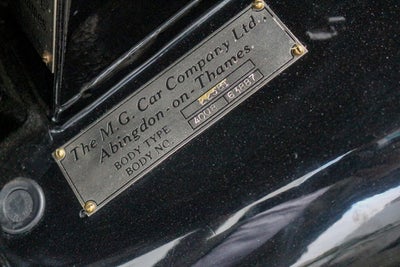 The M.G. Car Company Ltd.,
Abingdon-on-Thames.
BODY TYPE
BODY NO.